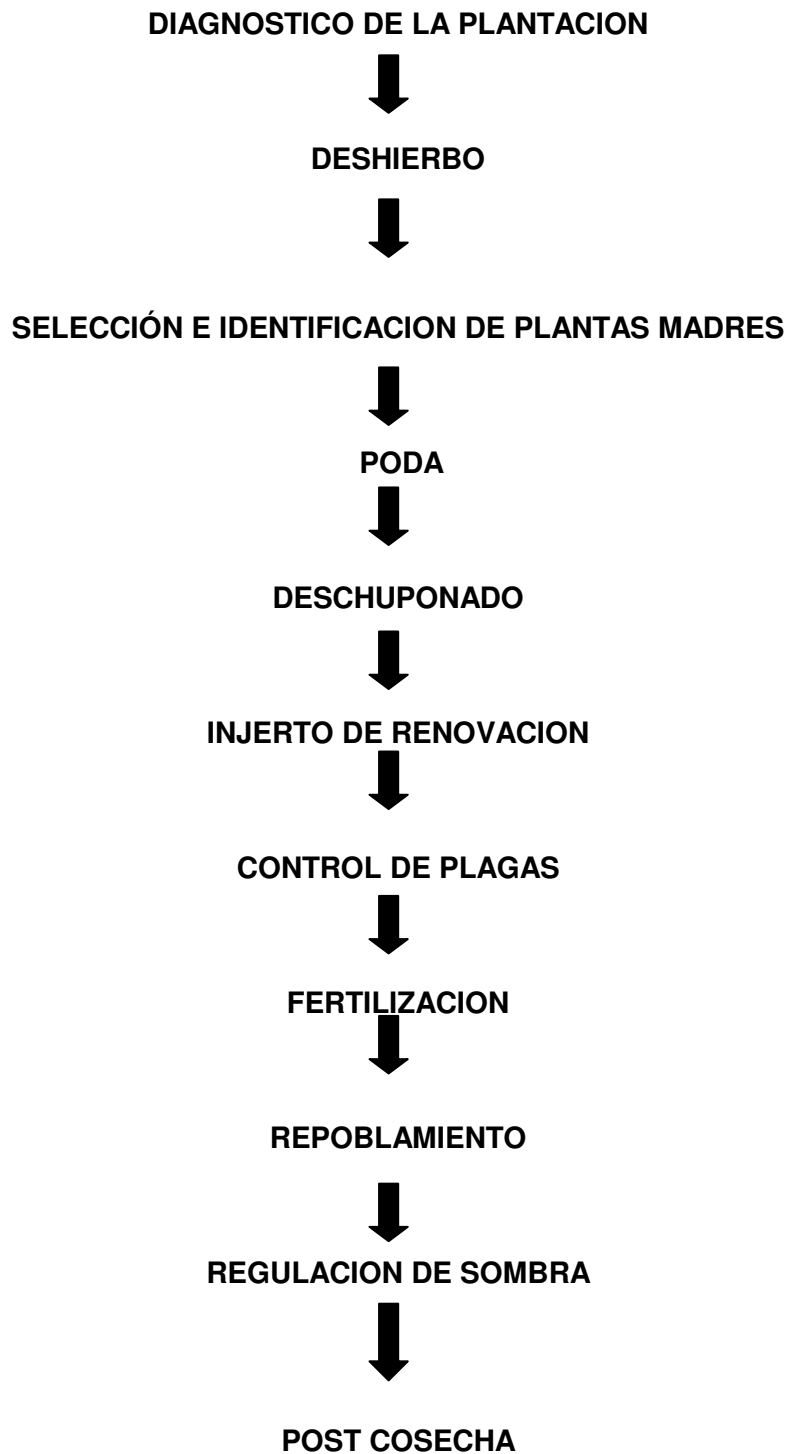 DIAGNOSTICO DE LA PLANTACION
DESHIERBO
SELECCIÓN E IDENTIFICACION DE PLANTAS MADRES
PODA
DESCHUPONADO
INJERTO DE RENOVACION
CONTROL DE PLAGAS
FERTILIZACION
REPOBLAMIENTO
REGULACION DE SOMBRA
POST COSECHA